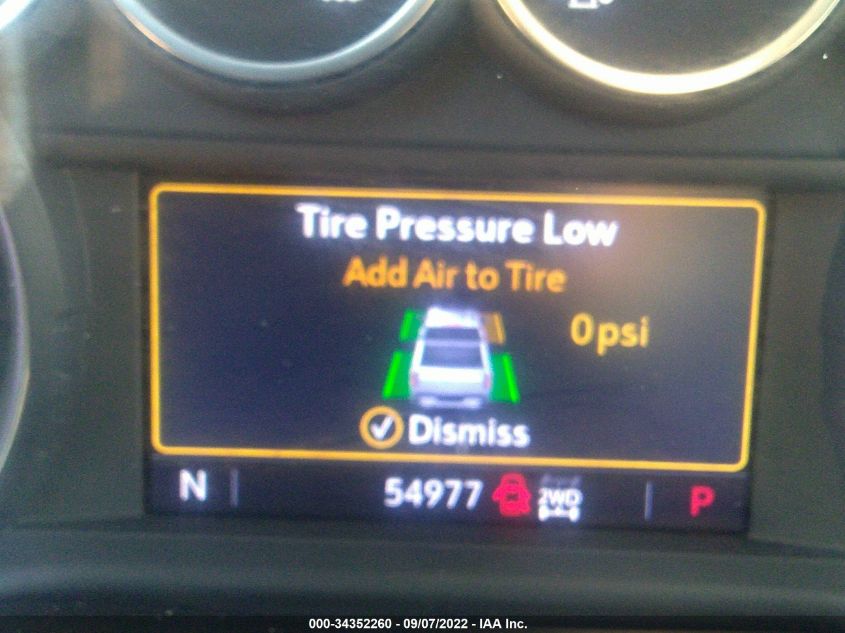 Tire Pressure Low
Add Air to Tire
0 psi
Dismiss
N 54977 2WD P
000-34352260 - 09/07/2022 - IAA Inc.